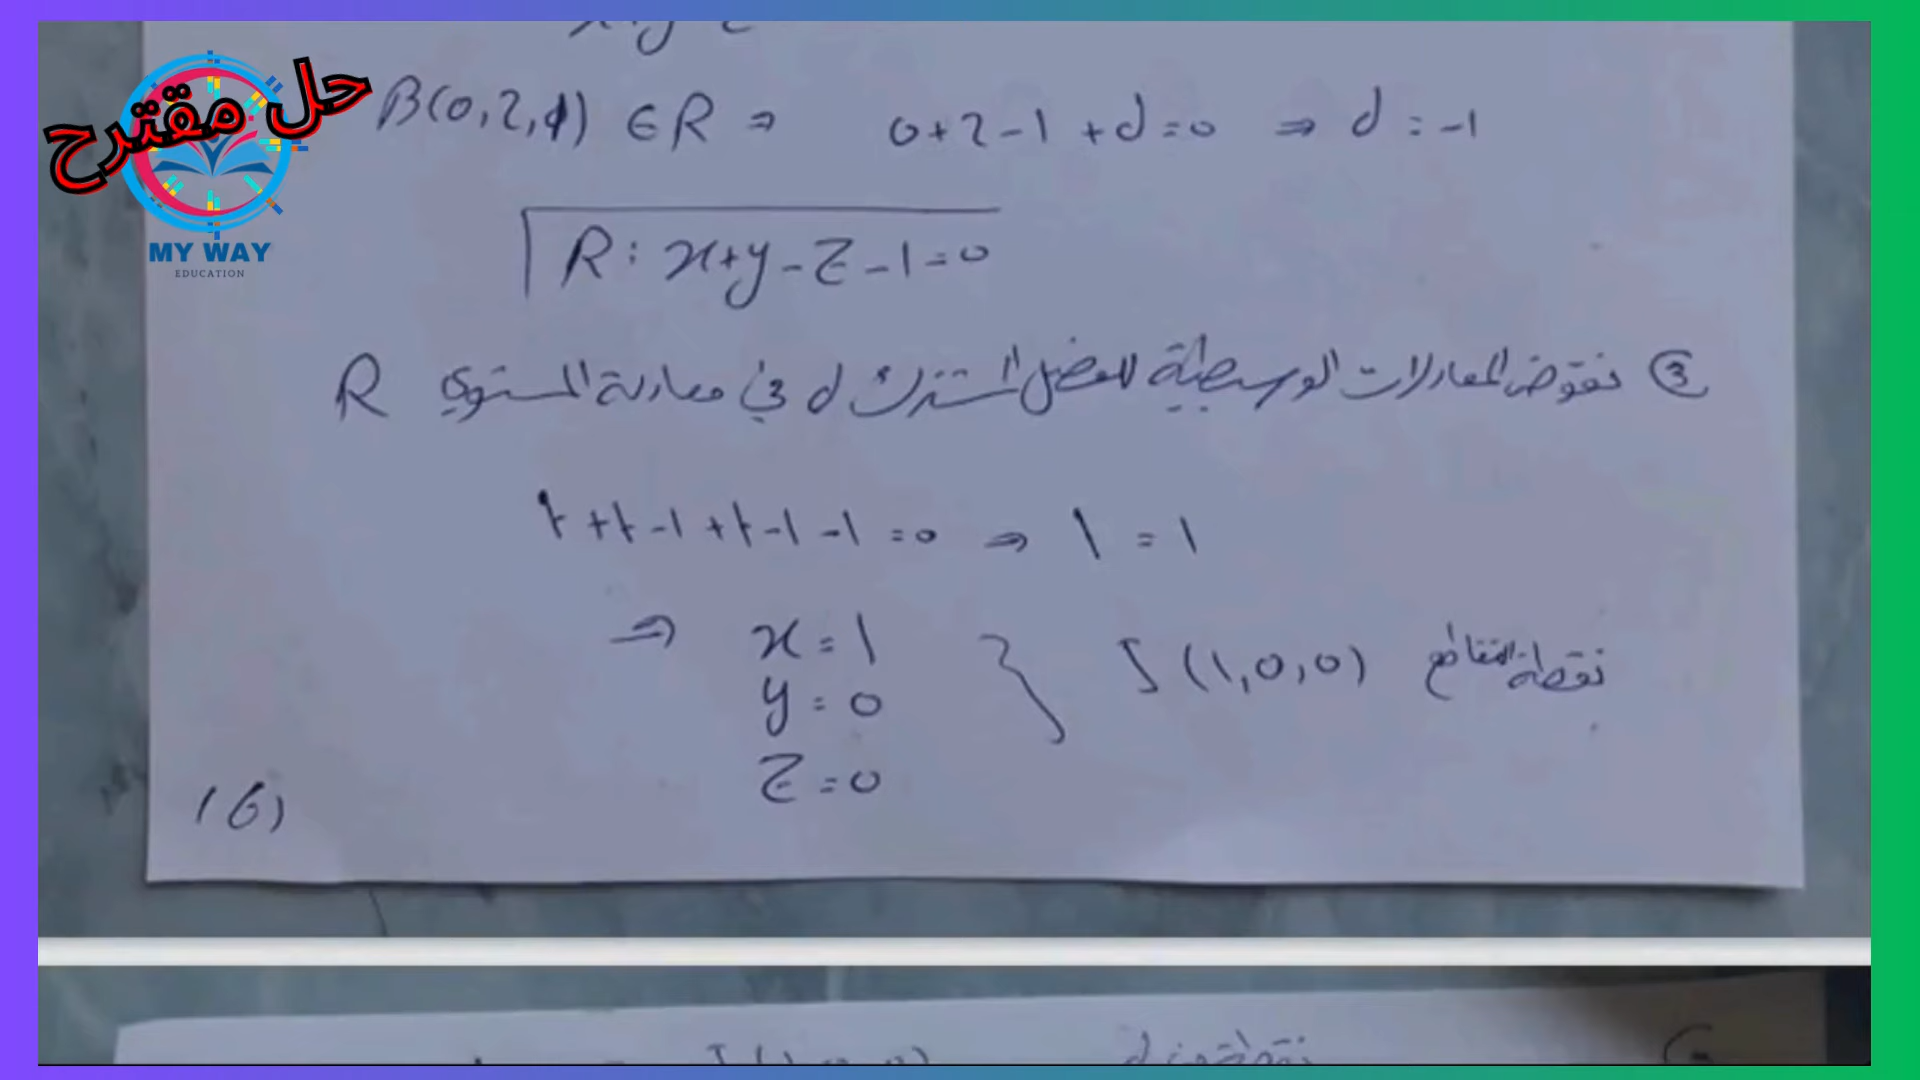 حل مقترح
MY WAY
EDUCATION
B(0,2,1) ∈ R ⇒ 0+2-1+d=0 ⇒ d=-1
R: x+y-z-1=0
③ نعوض المعادلات الوسيطية للفصل المشترك d في معادلة المستوي R
t+t-1+t-1-1=0 ⇒ t=1
⇒ x=1
y=0 } I(1,0,0) نقطة التقاطع
z=0
(6)